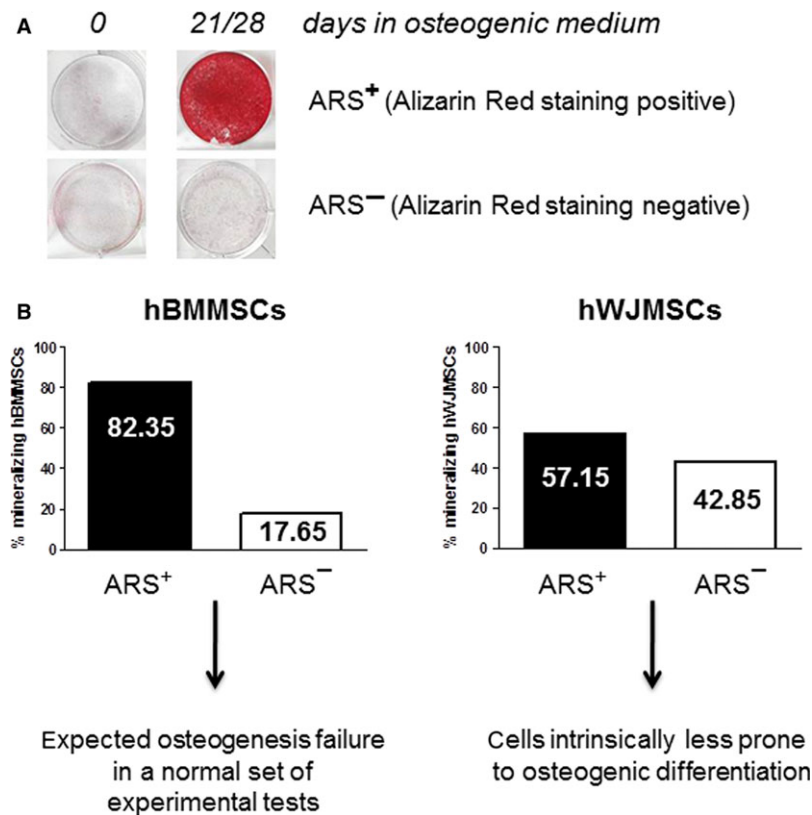 A 0 21/28 days in osteogenic medium
ARS⁺ (Alizarin Red staining positive)
ARS⁻ (Alizarin Red staining negative)
B
hBMMSCs
% mineralizing hBMMSCs
100
80
60
40
20
0
82.35
17.65
ARS⁺ ARS⁻
Expected osteogenesis failure
in a normal set of
experimental tests
hWJMSCs
% mineralizing hWJMSCs
100
80
60
40
20
0
57.15
42.85
ARS⁺ ARS⁻
Cells intrinsically less prone
to osteogenic differentiation